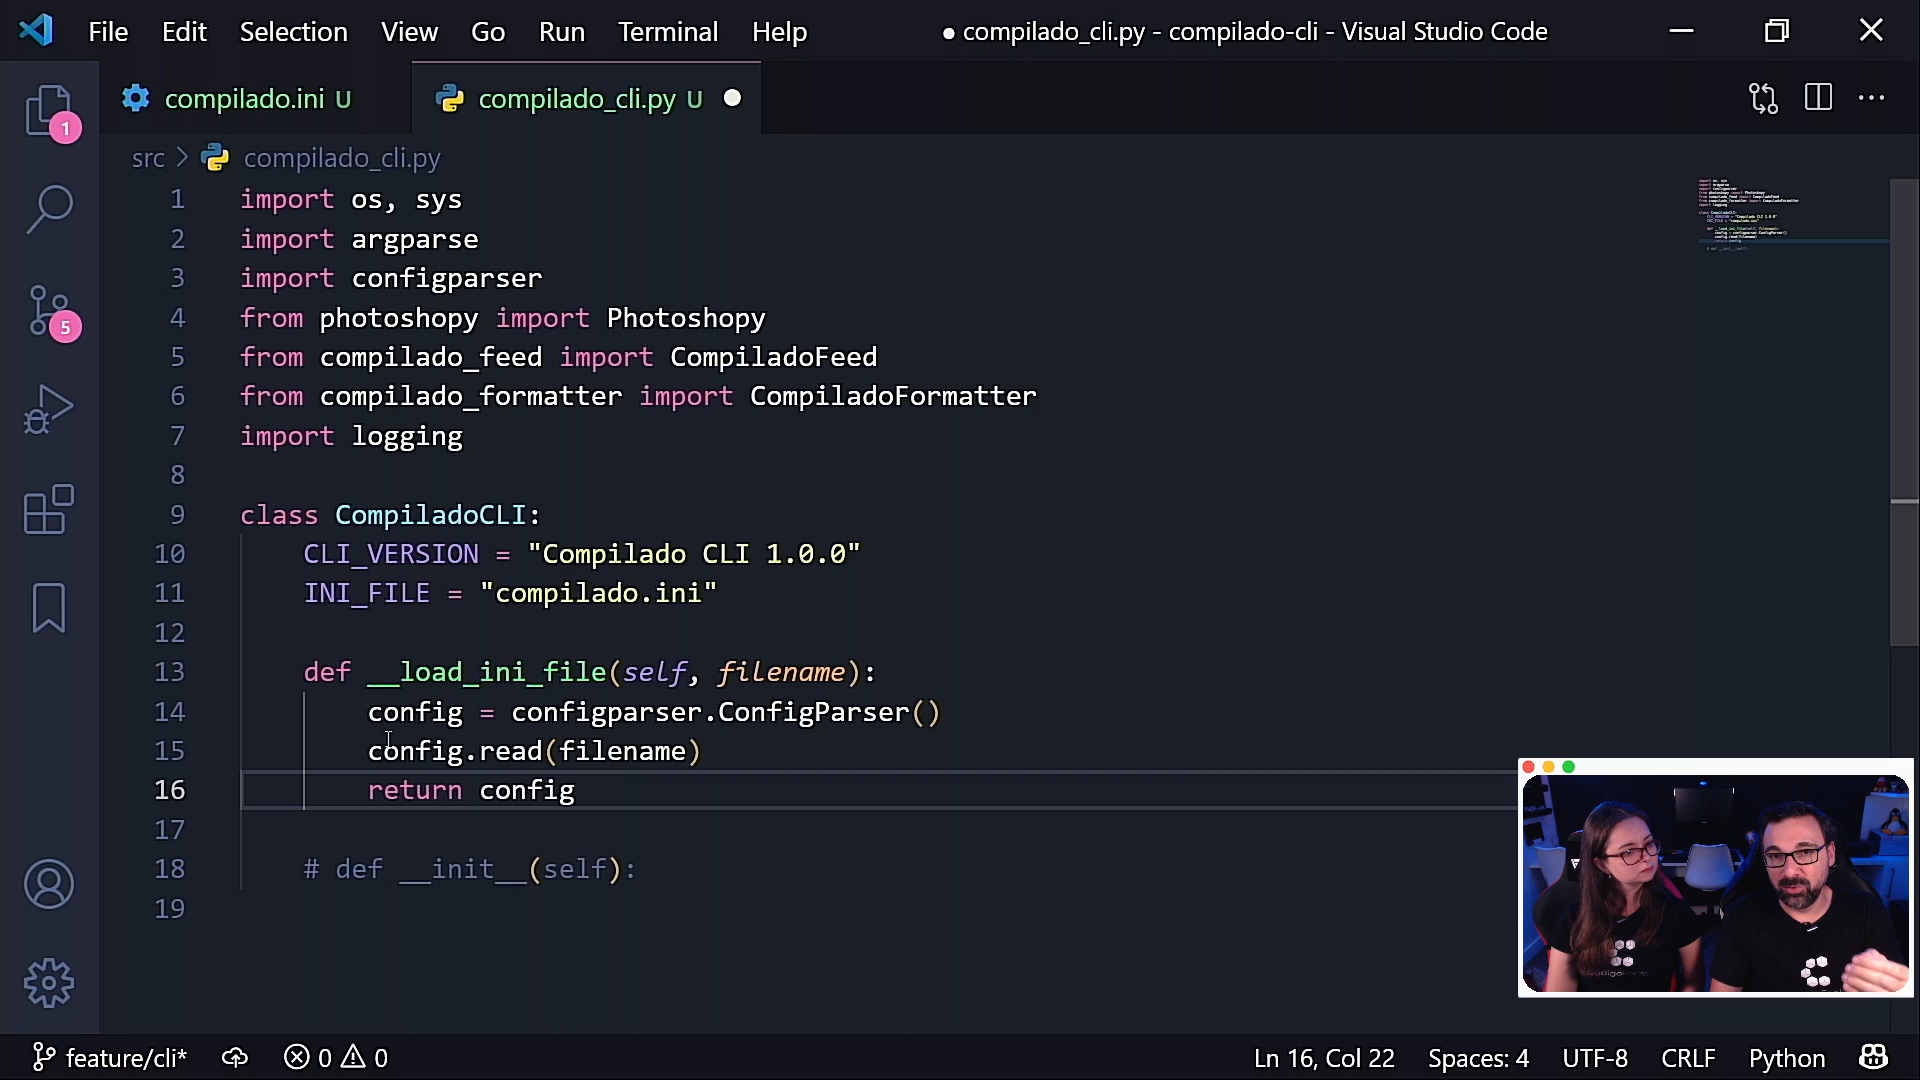 File Edit Selection View Go Run Terminal Help
● compilado_cli.py - compilado-cli - Visual Studio Code
compilado.ini U
compilado_cli.py U
1
5
src > compilado_cli.py
1 import os, sys
2 import argparse
3 import configparser
4 from photoshopy import Photoshopy
5 from compilado_feed import CompiladoFeed
6 from compilado_formatter import CompiladoFormatter
7 import logging
8
9 class CompiladoCLI:
10 CLI_VERSION = "Compilado CLI 1.0.0"
11 INI_FILE = "compilado.ini"
12
13 def __load_ini_file(self, filename):
14 config = configparser.ConfigParser()
15 config.read(filename)
16 return config
17
18 # def __init__(self):
19
feature/cli* 0 0
Ln 16, Col 22 Spaces: 4 UTF-8 CRLF Python